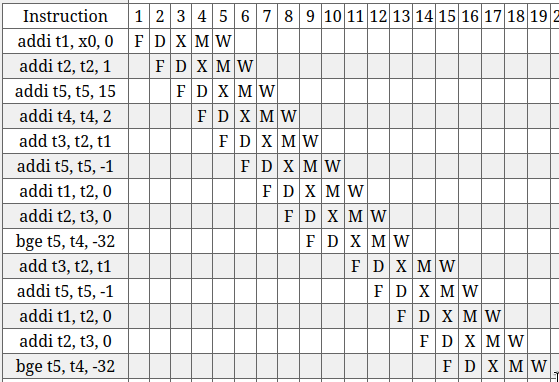 Instruction 1 2 3 4 5 6 7 8 9 10 11 12 13 14 15 16 17 18 19 2
addi t1, x0, 0 F D X M W
addi t2, t2, 1 F D X M W
addi t5, t5, 15 F D X M W
addi t4, t4, 2 F D X M W
add t3, t2, t1 F D X M W
addi t5, t5, -1 F D X M W
addi t1, t2, 0 F D X M W
addi t2, t3, 0 F D X M W
bge t5, t4, -32 F D X M W
add t3, t2, t1 F D X M W
addi t5, t5, -1 F D X M W
addi t1, t2, 0 F D X M W
addi t2, t3, 0 F D X M W
bge t5, t4, -32 F D X M W